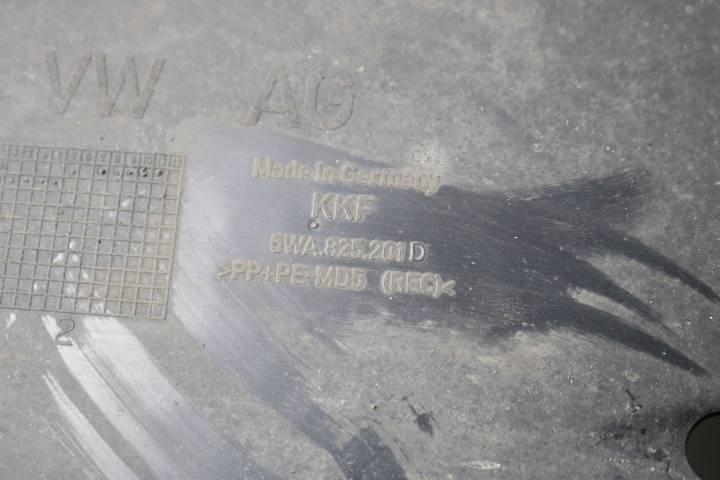 VW AG
Made in Germany
KKF
5WA.825.201 D
>PP+PE-MD5 (REC)<
2